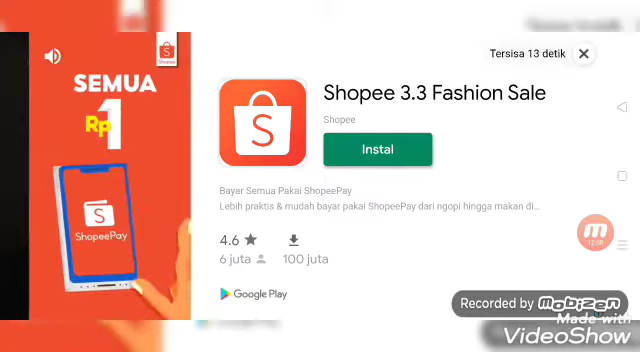 Tersisa 13 detik
Shopee
SEMUA
Rp1
S
ShopeePay
S
Shopee 3.3 Fashion Sale
Shopee
Instal
Bayar Semua Pakai ShopeePay
Lebih praktis & mudah bayar pakai ShopeePay dari ngopi hingga makan di...
4.6
6 juta
100 juta
Google Play
Recorded by MOBIZEN
Made with
VideoShow